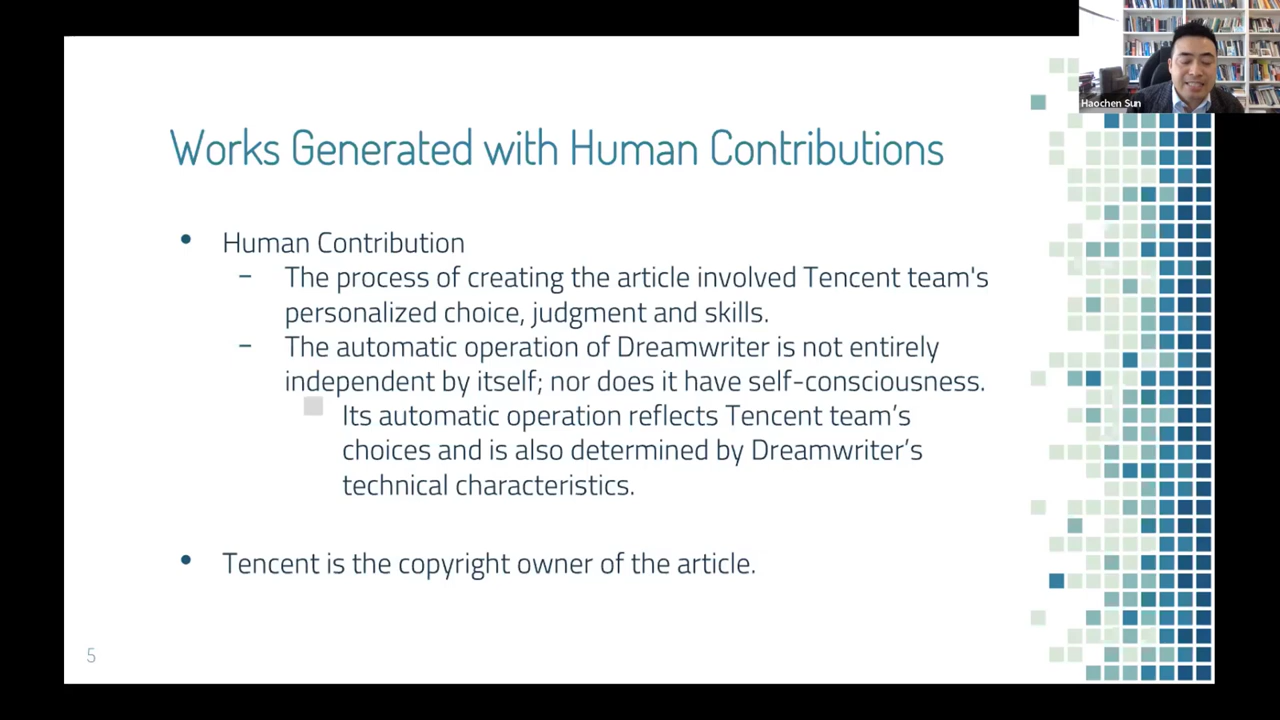 Haochen Sun
Works Generated with Human Contributions
• Human Contribution
– The process of creating the article involved Tencent team's
personalized choice, judgment and skills.
– The automatic operation of Dreamwriter is not entirely
independent by itself; nor does it have self-consciousness.
Its automatic operation reflects Tencent team’s
choices and is also determined by Dreamwriter’s
technical characteristics.
• Tencent is the copyright owner of the article.
5